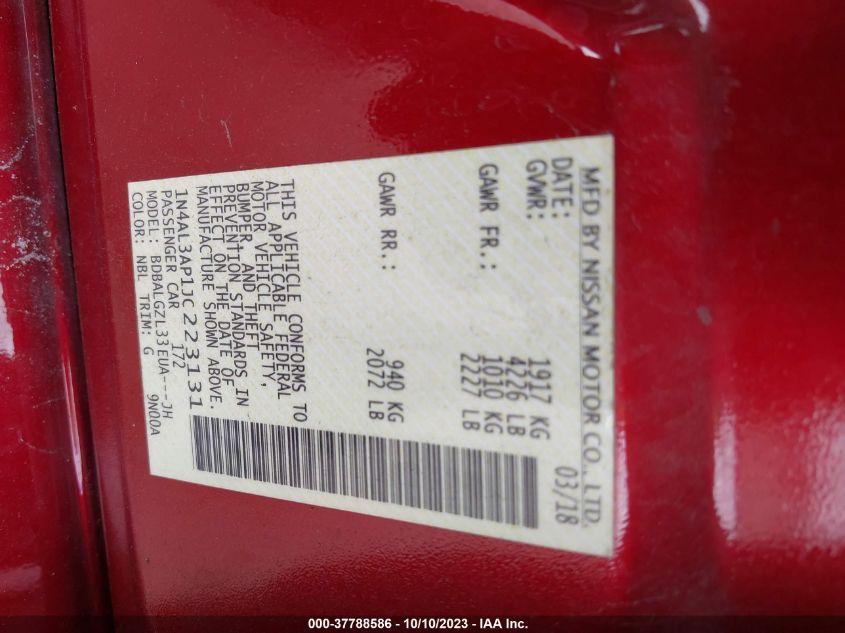 MFD BY NISSAN MOTOR CO., LTD.
DATE: 03/18
GVWR: 1917 KG
4226 LB
GAWR FR.: 1010 KG
2227 LB
GAWR RR.: 940 KG
2072 LB
THIS VEHICLE CONFORMS TO
ALL APPLICABLE FEDERAL
MOTOR VEHICLE SAFETY,
BUMPER, AND THEFT
PREVENTION STANDARDS IN
EFFECT ON THE DATE OF
MANUFACTURE SHOWN ABOVE.
1N4AL3AP1JC223131
PASSENGER CAR 172
MODEL: BDBALGZL33EUA---JH
COLOR: NBL TRIM: G 9N00A
000-37788586 - 10/10/2023 - IAA Inc.